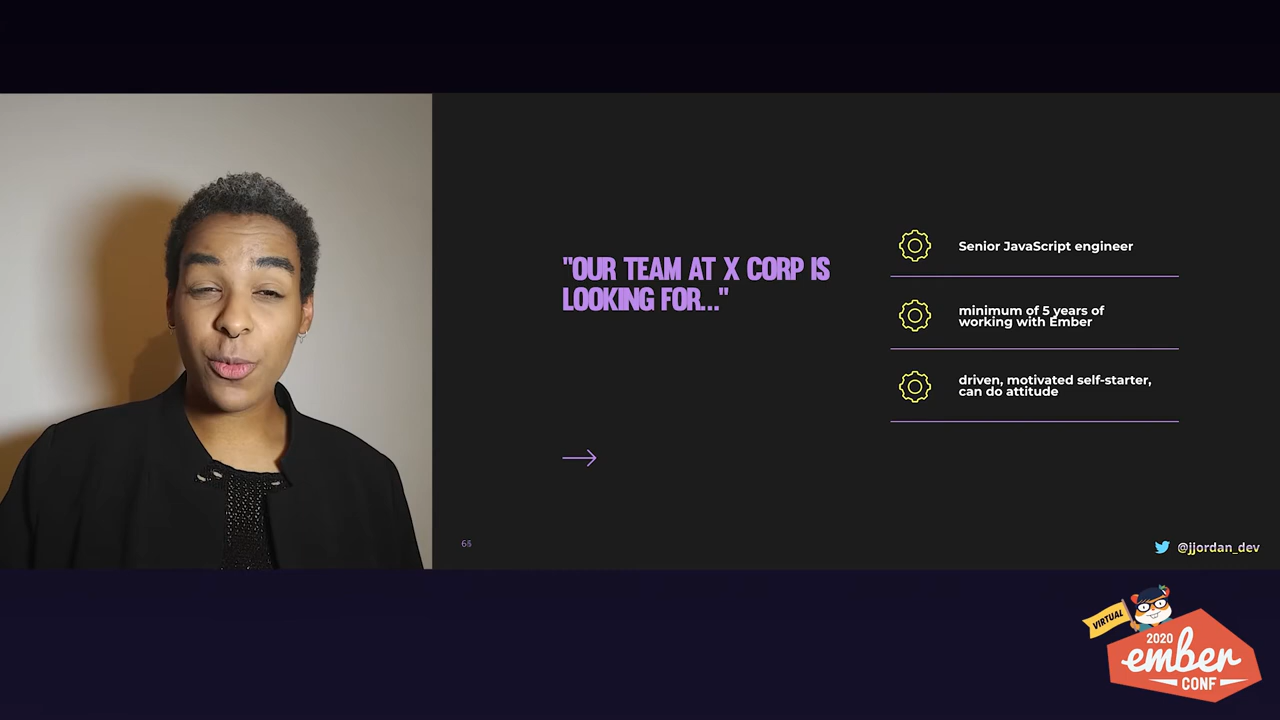 "OUR TEAM AT X CORP IS
LOOKING FOR..."
Senior JavaScript engineer
minimum of 5 years of
working with Ember
driven, motivated self-starter,
can do attitude
@jjordan_dev
VIRTUAL
2020
ember
CONF